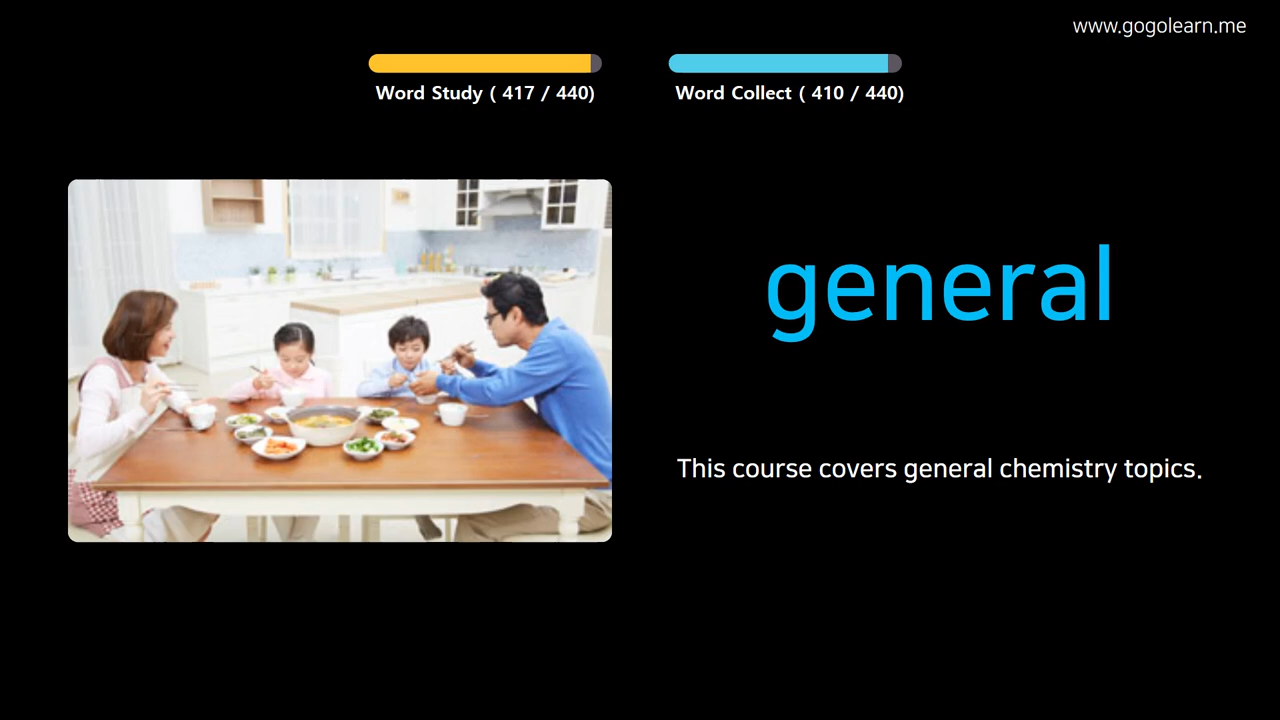 www.gogolearn.me
Word Study ( 417 / 440)
Word Collect ( 410 / 440)
general
This course covers general chemistry topics.